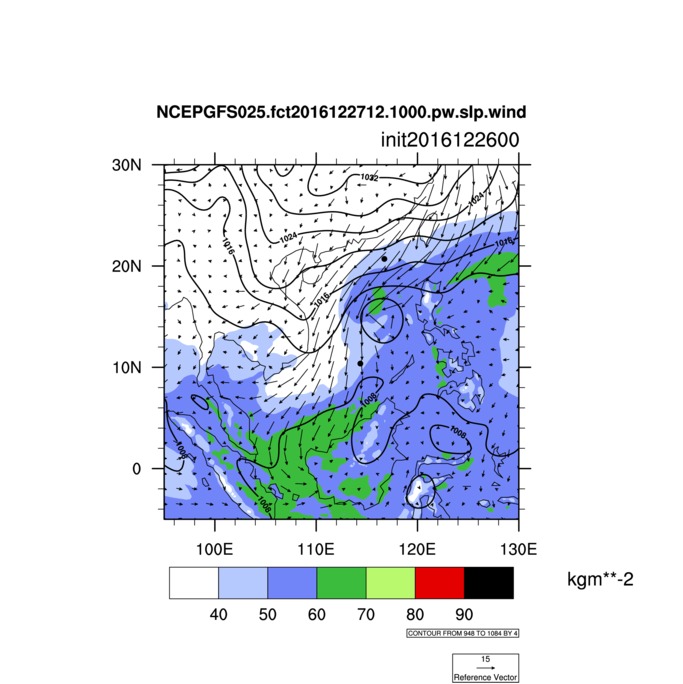 NCEPGFS025.fct2016122712.1000.pw.slp.wind
init2016122600
30N
1032
1024
1024
1016
1016
20N
1016
10N
1008
1008
1008
0
1008
100E 110E 120E 130E
kgm**-2
40 50 60 70 80 90
CONTOUR FROM 948 TO 1084 BY 4
15
Reference Vector